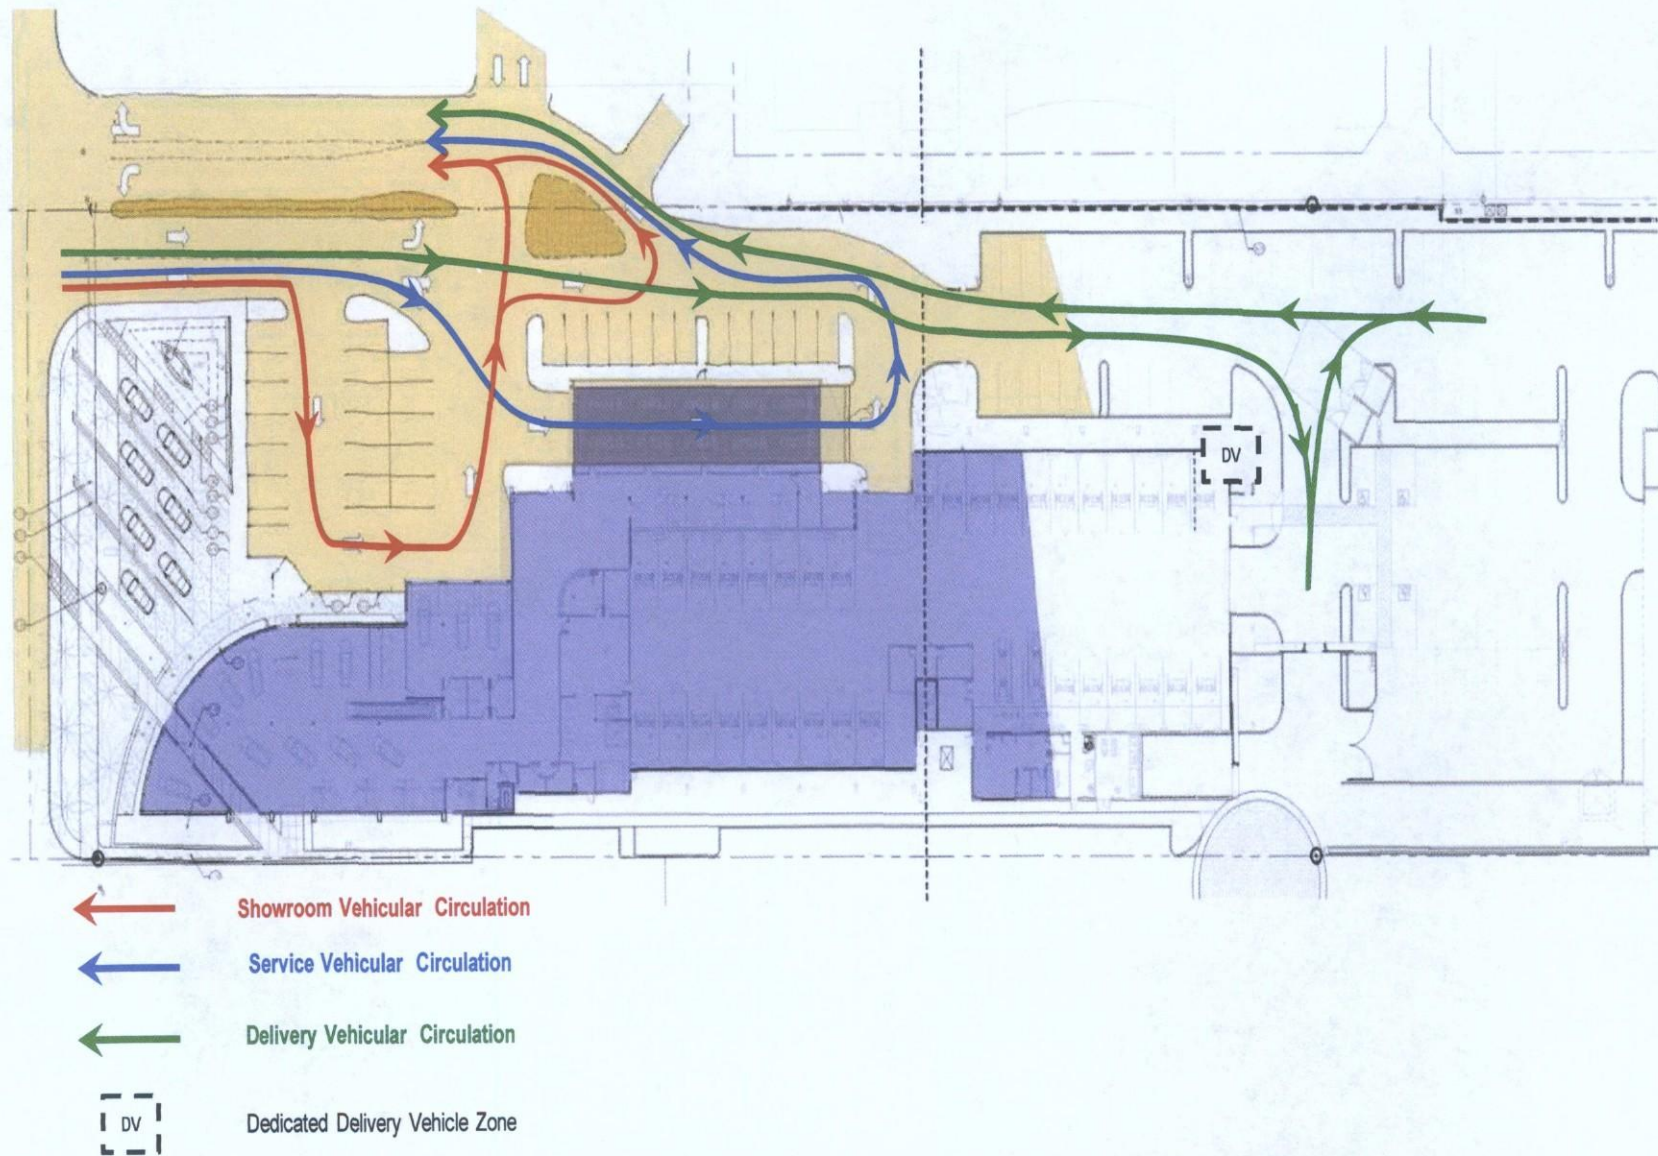 DV
Showroom Vehicular Circulation
Service Vehicular Circulation
Delivery Vehicular Circulation
DV
Dedicated Delivery Vehicle Zone